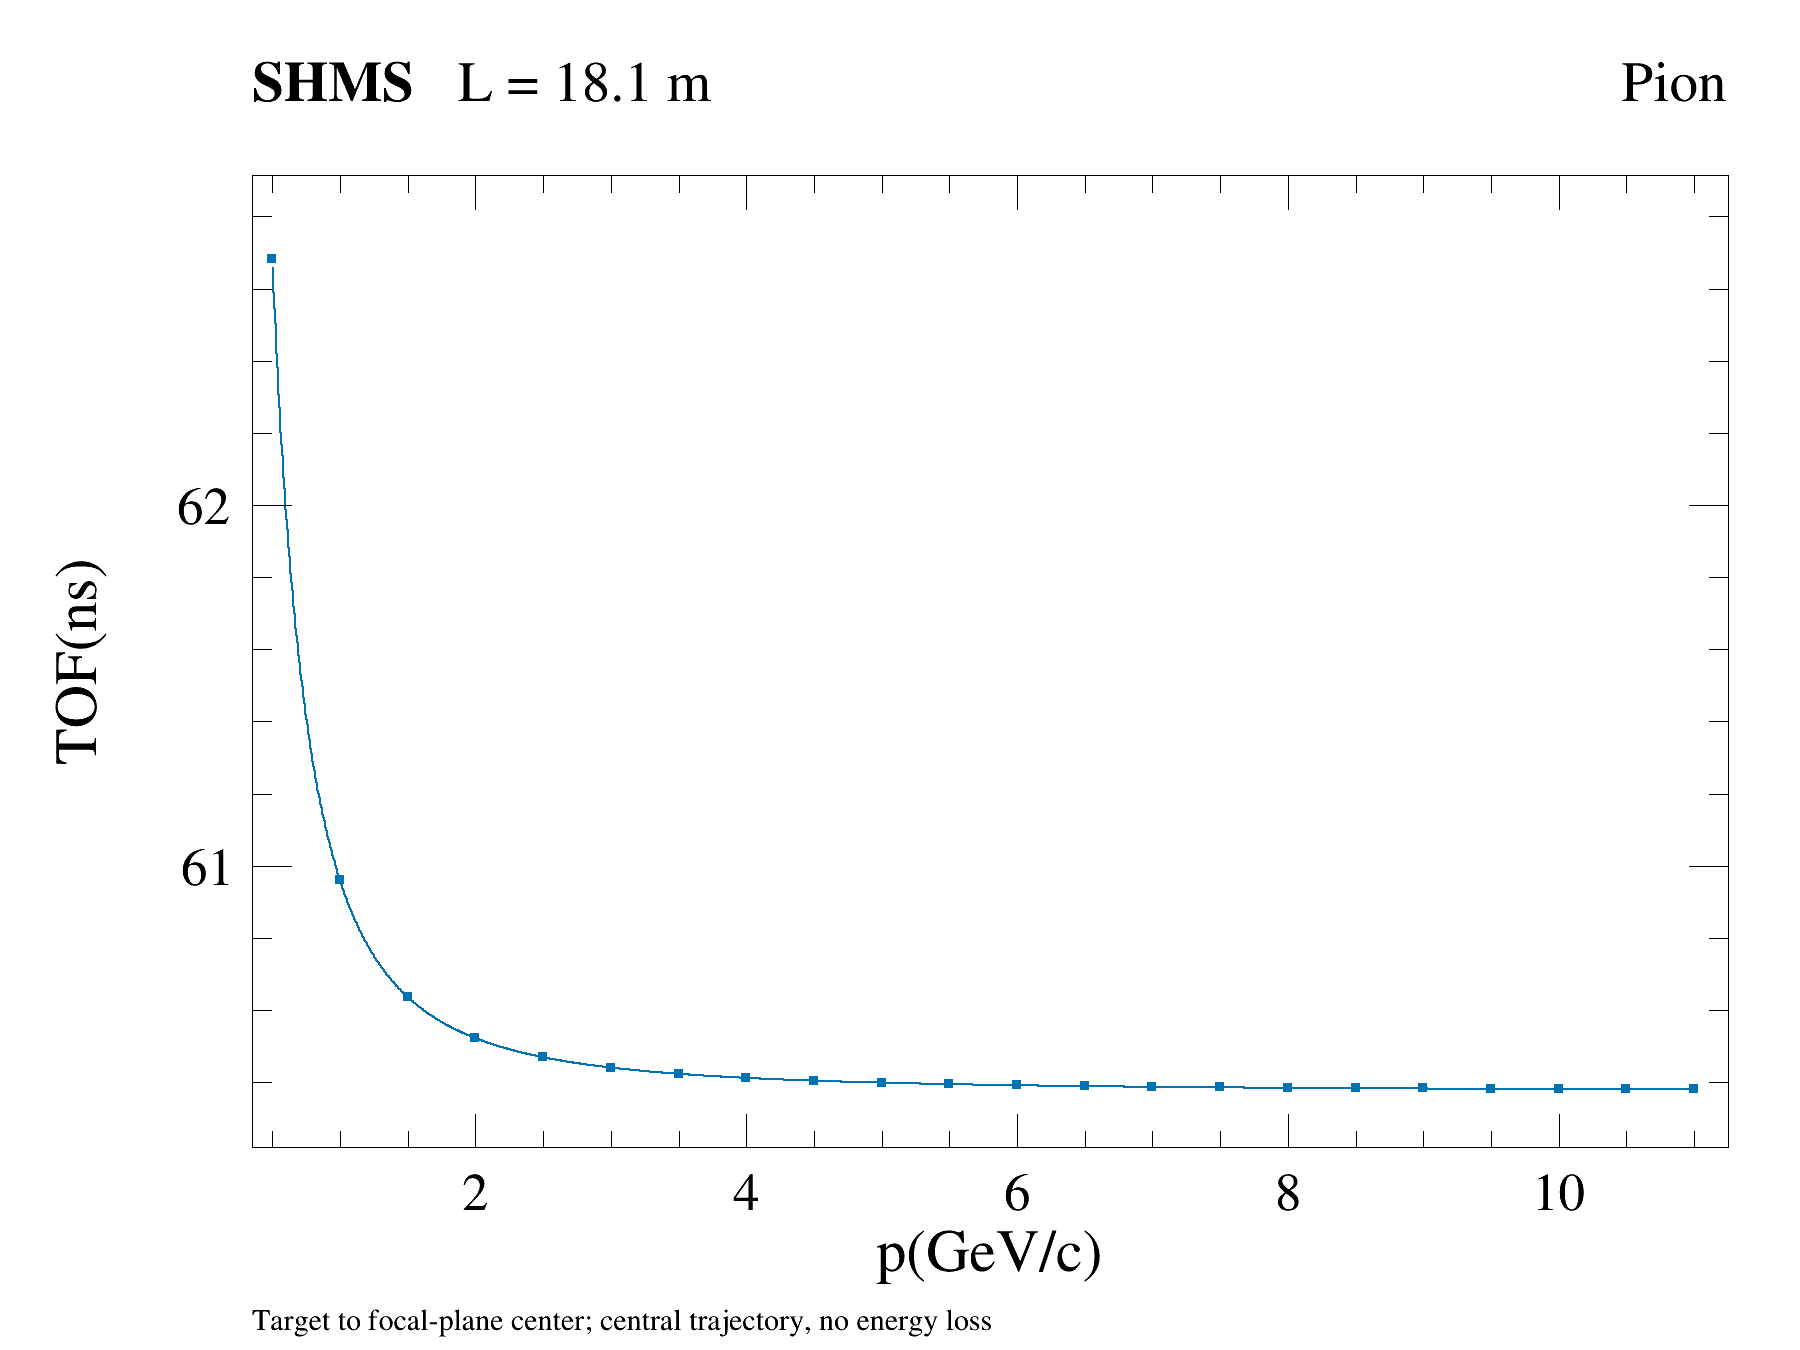 SHMS L = 18.1 m
Pion
62
61
TOF(ns)
2 4 6 8 10
p(GeV/c)
Target to focal-plane center; central trajectory, no energy loss